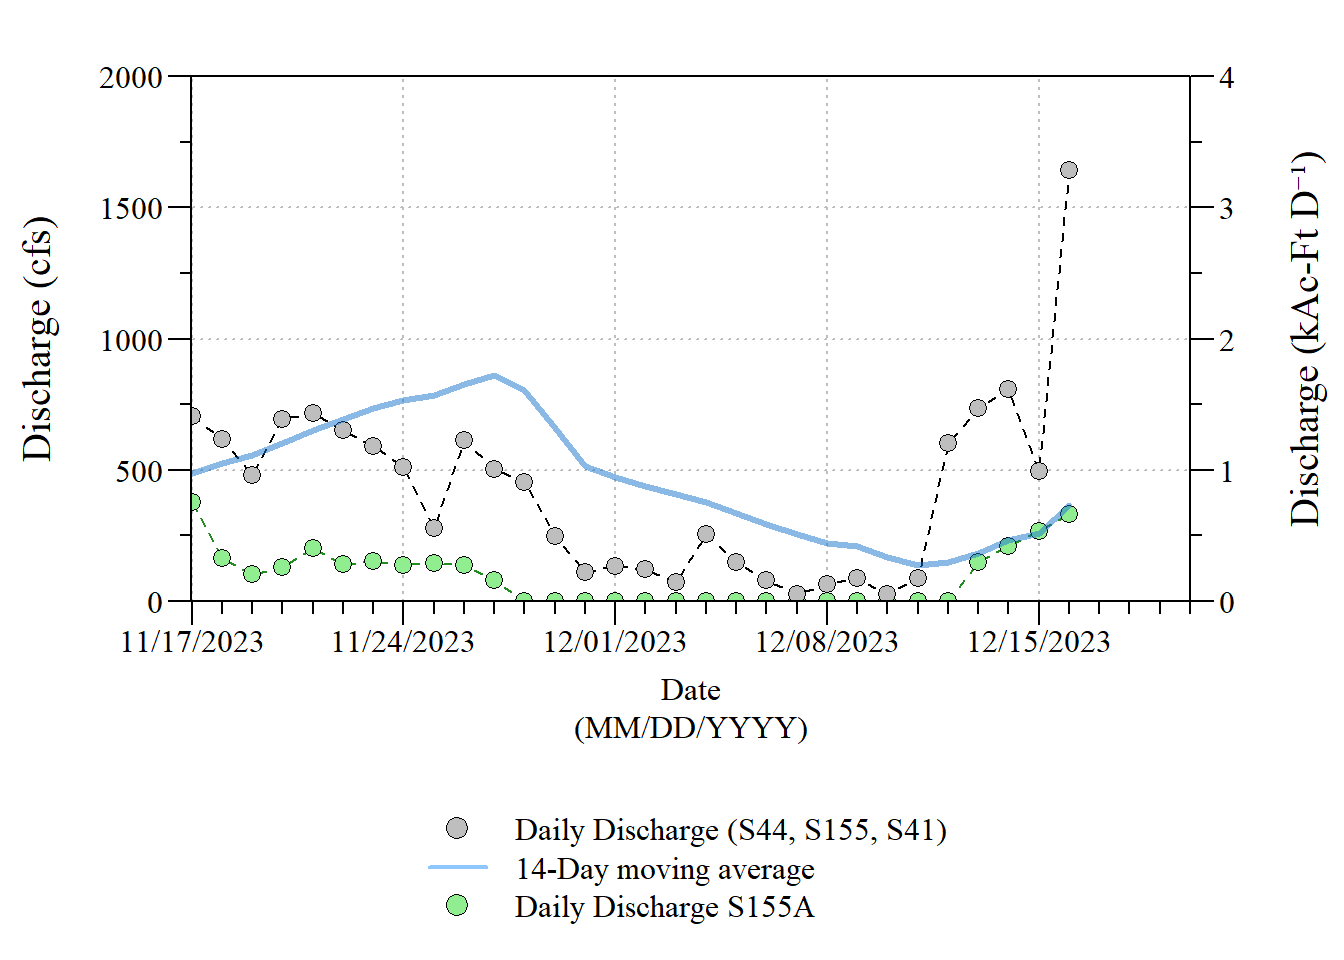 2000
1500
1000
500
0
4
3
2
1
0
Discharge (cfs)
Discharge (kAc-Ft D⁻¹)
11/17/2023 11/24/2023 12/01/2023 12/08/2023 12/15/2023
Date
(MM/DD/YYYY)
Daily Discharge (S44, S155, S41)
14-Day moving average
Daily Discharge S155A